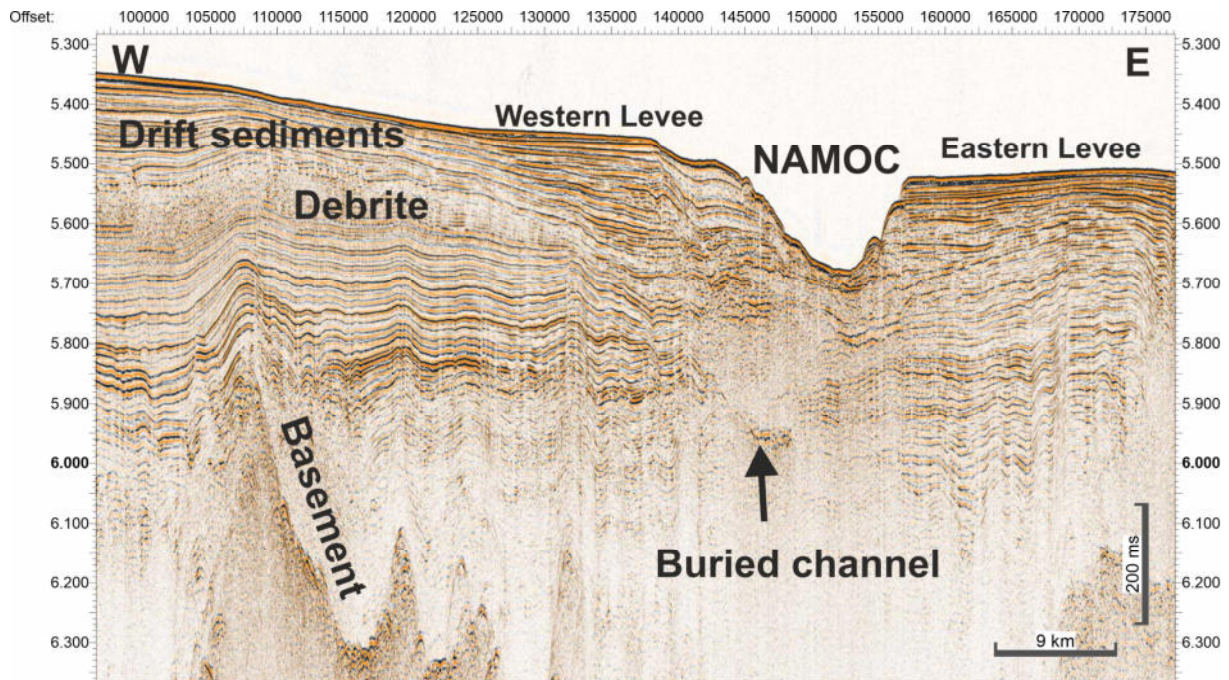 Offset: 100000 105000 110000 115000 120000 125000 130000 135000 140000 145000 150000 155000 160000 165000 170000 175000
5.300 5.300
W E
5.400 5.400
Western Levee
Drift sediments
NAMOC
Eastern Levee
5.500 5.500
Debrite
5.600 5.600
5.700 5.700
5.800 5.800
5.900 5.900
Basement
6.000 6.000
6.100 6.100
Buried channel
200 ms
6.200 6.200
9 km
6.300 6.300